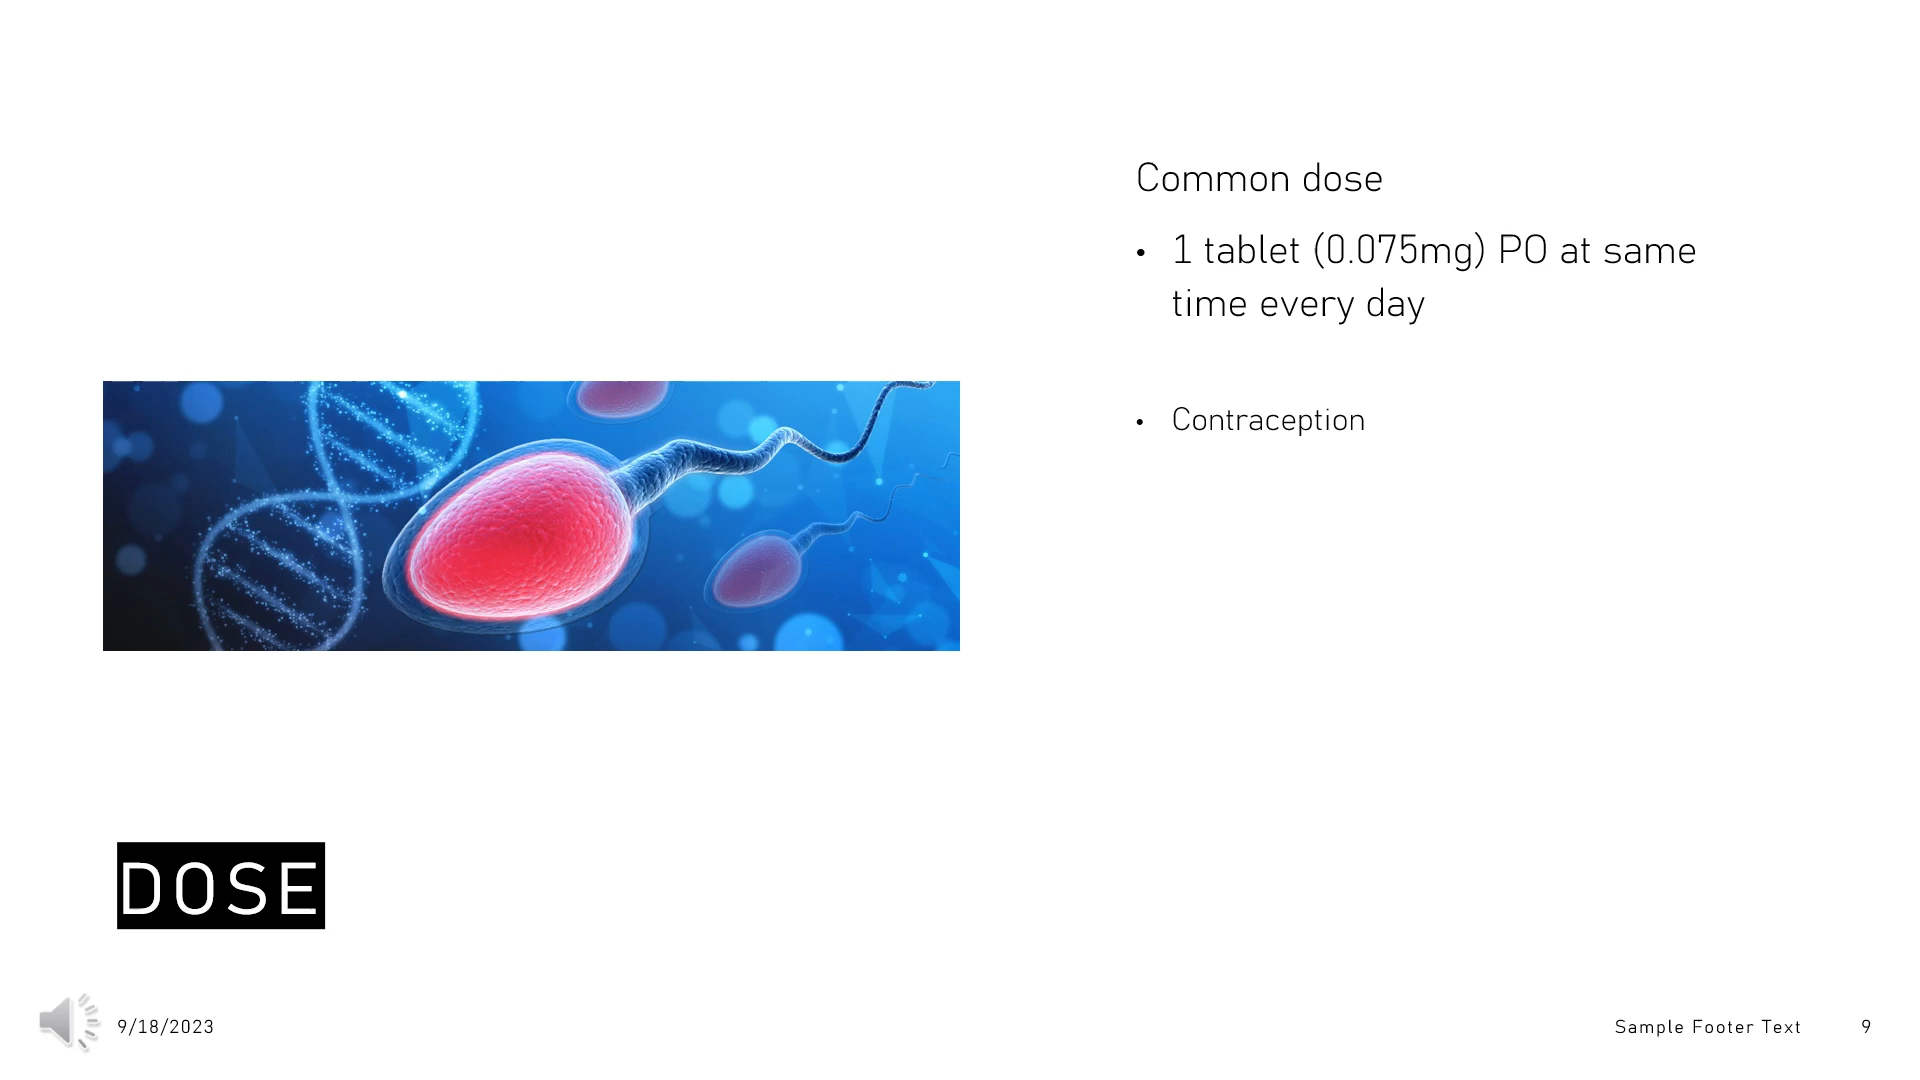 Common dose
• 1 tablet (0.075mg) PO at same
time every day
• Contraception
DOSE
9/18/2023
Sample Footer Text
9